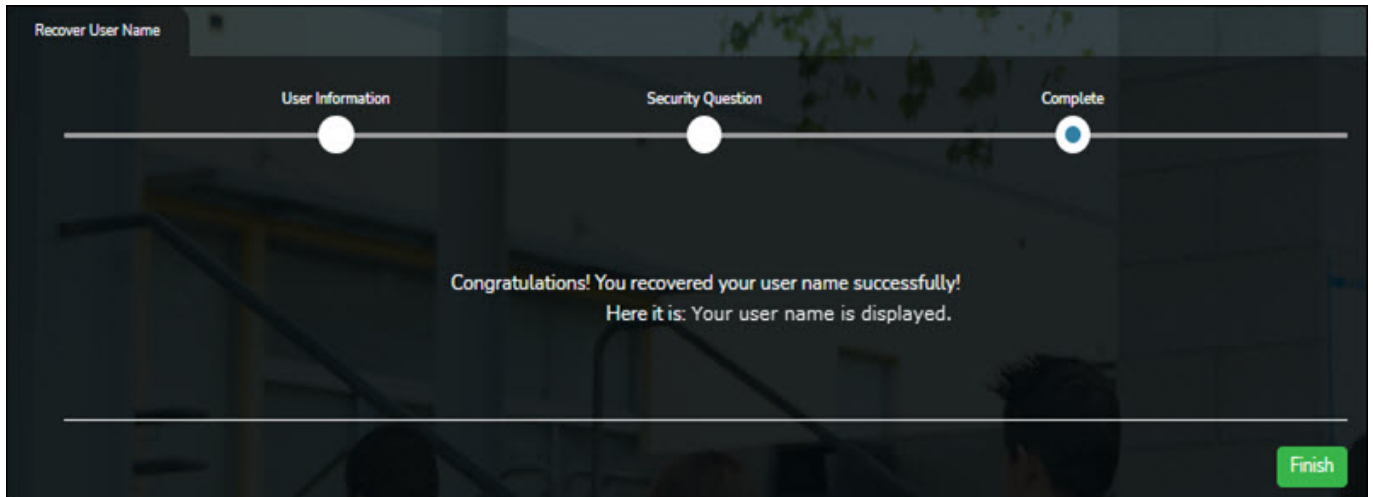 Recover User Name
User Information
Security Question
Complete
Congratulations! You recovered your user name successfully!
Here it is: Your user name is displayed.
Finish